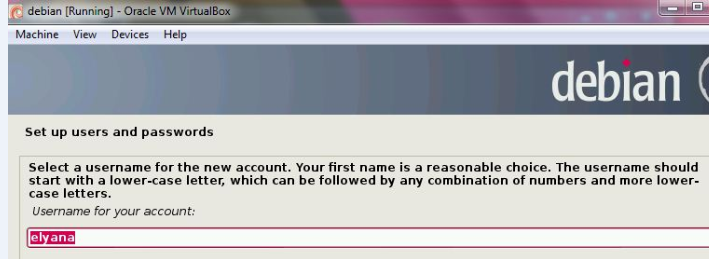 debian [Running] - Oracle VM VirtualBox
Machine View Devices Help
debian
Set up users and passwords
Select a username for the new account. Your first name is a reasonable choice. The username should
start with a lower-case letter, which can be followed by any combination of numbers and more lower-
case letters.
Username for your account:
elyana